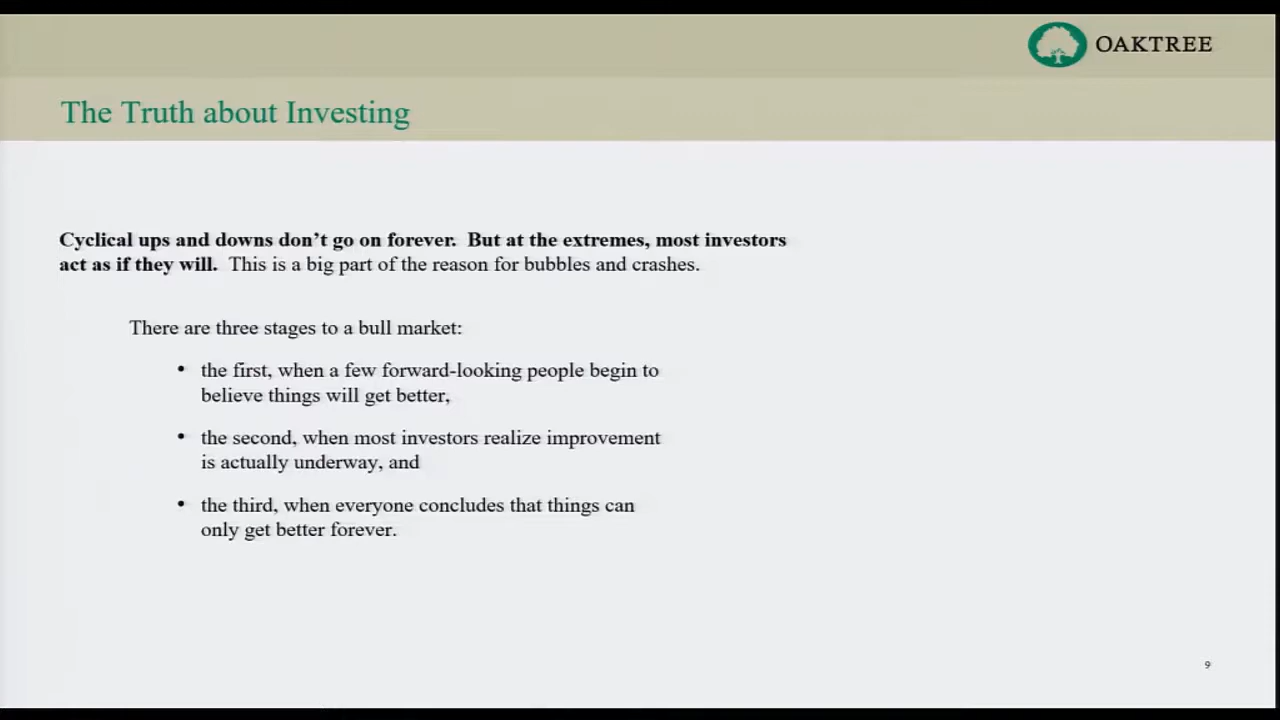 OAKTREE
The Truth about Investing
Cyclical ups and downs don’t go on forever.  But at the extremes, most investors
act as if they will.  This is a big part of the reason for bubbles and crashes.
There are three stages to a bull market:
• the first, when a few forward-looking people begin to
believe things will get better,
• the second, when most investors realize improvement
is actually underway, and
• the third, when everyone concludes that things can
only get better forever.
9